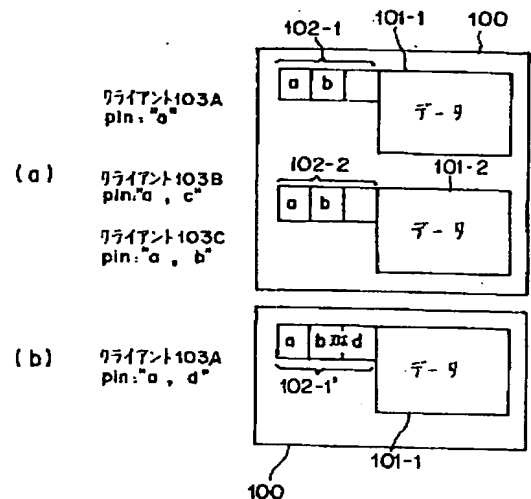 102-1 101-1 100
クライアント103A
pin:"a"
a b
データ
(a)
クライアント103B
pin:"a , c"
102-2 101-2
a b
データ
クライアント103C
pin:"a , b"
(b)
クライアント103A
pin:"a , d"
a b d
データ
102-1'
101-1
100